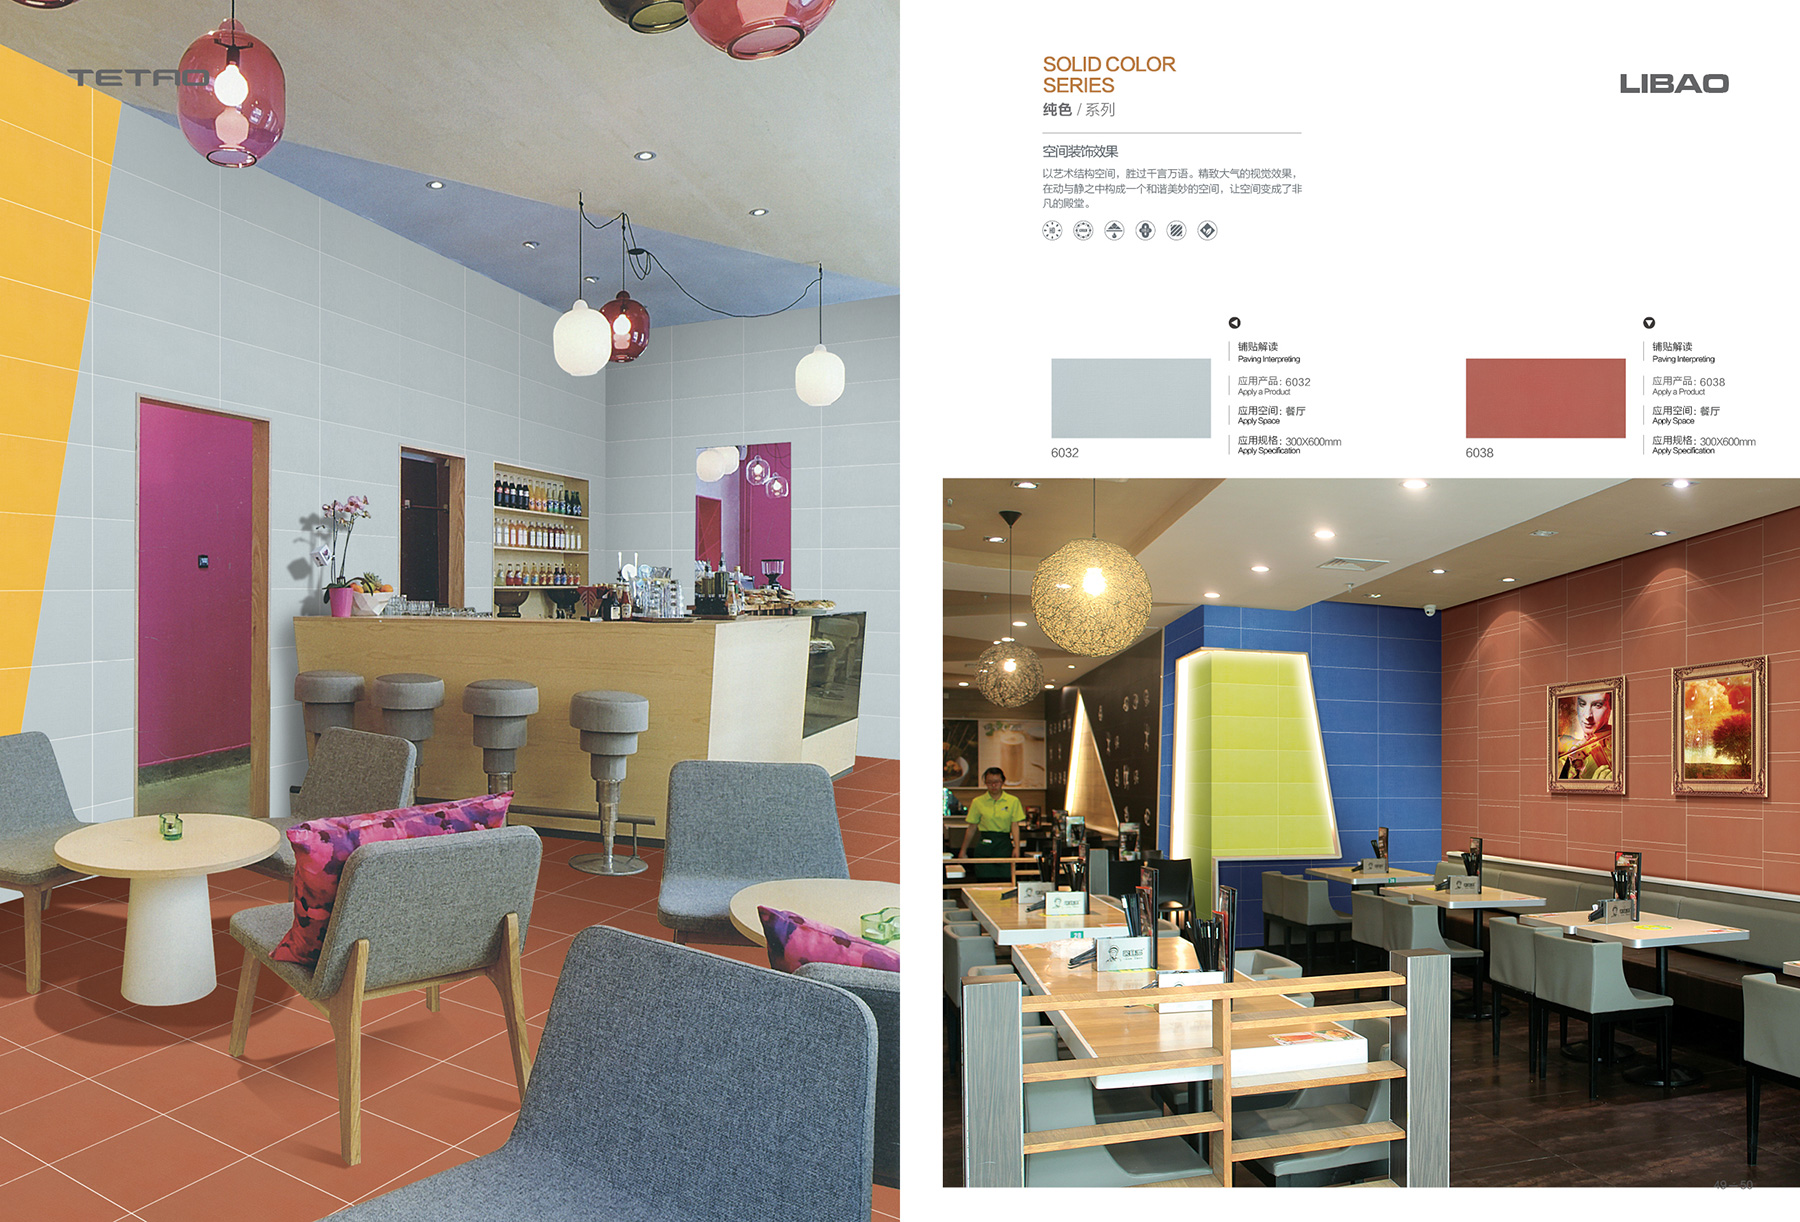 TETAO
SOLID COLOR
SERIES
纯色 / 系列
LIBAO
空间装饰效果
以艺术结构空间，胜过千言万语。精致大气的视觉效果，
在动与静之中构成一个和谐美妙的空间，让空间变成了非
凡的殿堂。
铺贴解读
Paving Interpreting
应用产品：6032
Apply a Product
应用空间：餐厅
Apply Space
应用规格：300X600mm
Apply Specification
6032
铺贴解读
Paving Interpreting
应用产品：6038
Apply a Product
应用空间：餐厅
Apply Space
应用规格：300X600mm
Apply Specification
6038
49—50